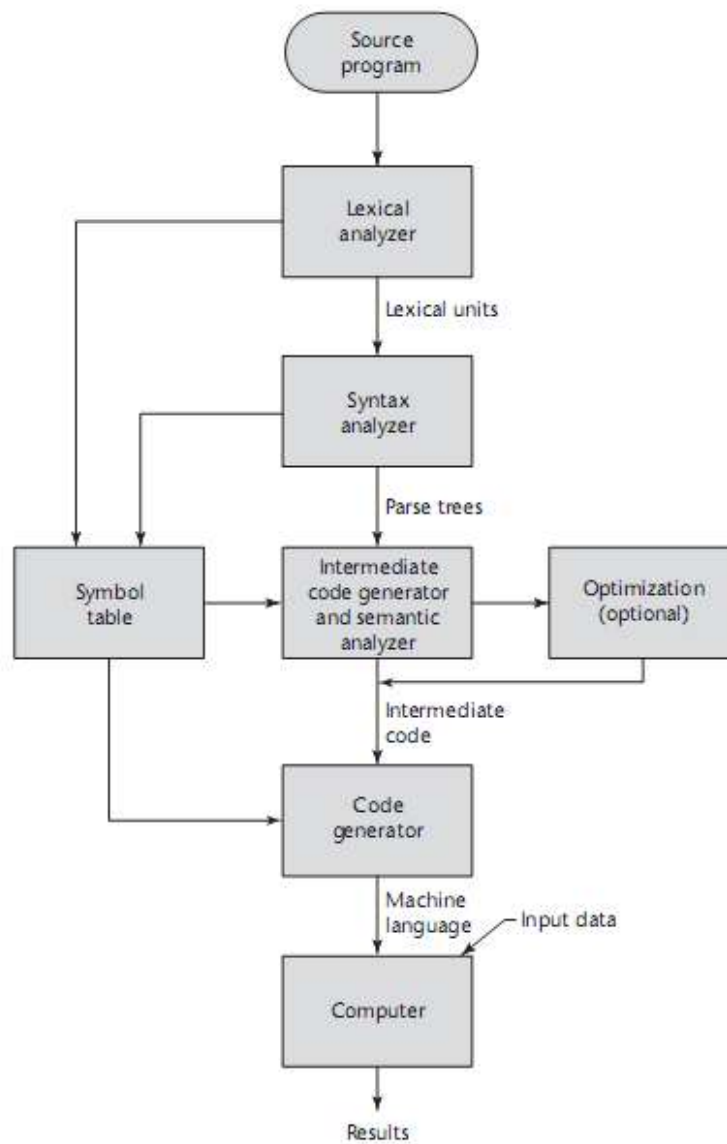 Source
program
Lexical
analyzer
Lexical units
Syntax
analyzer
Parse trees
Symbol
table
Intermediate
code generator
and semantic
analyzer
Optimization
(optional)
Intermediate
code
Code
generator
Machine
language
Input data
Computer
Results